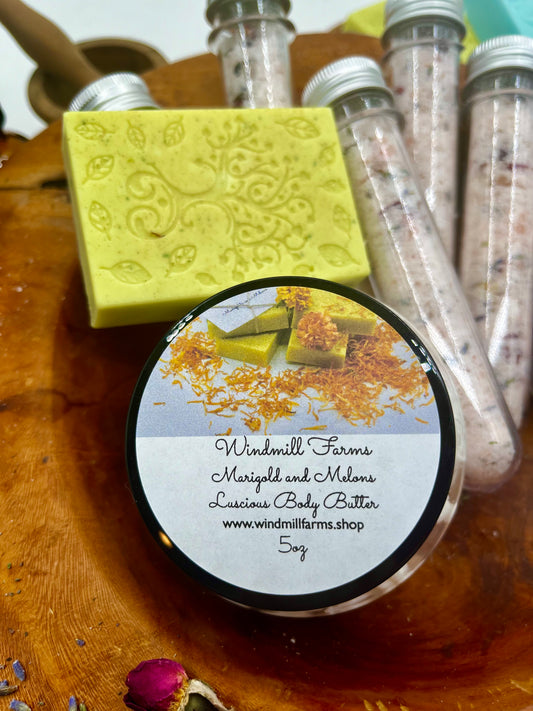 Windmill Farms
Marigold and Melons
Luscious Body Butter
www.windmillfarms.shop
5oz